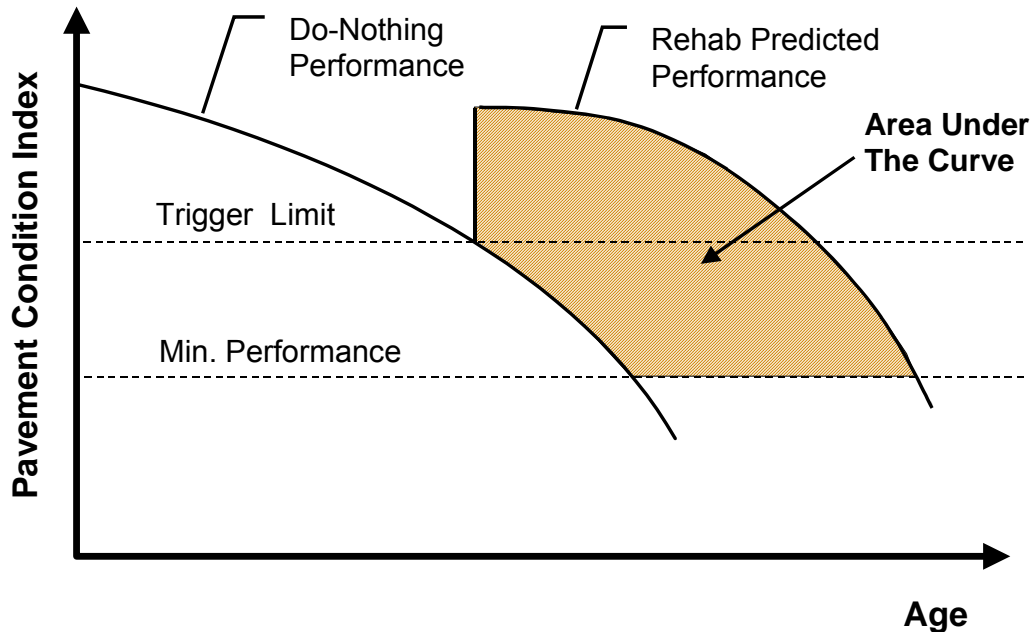 Do-Nothing
Performance
Rehab Predicted
Performance
Area Under
The Curve
Trigger Limit
Min. Performance
Pavement Condition Index
Age